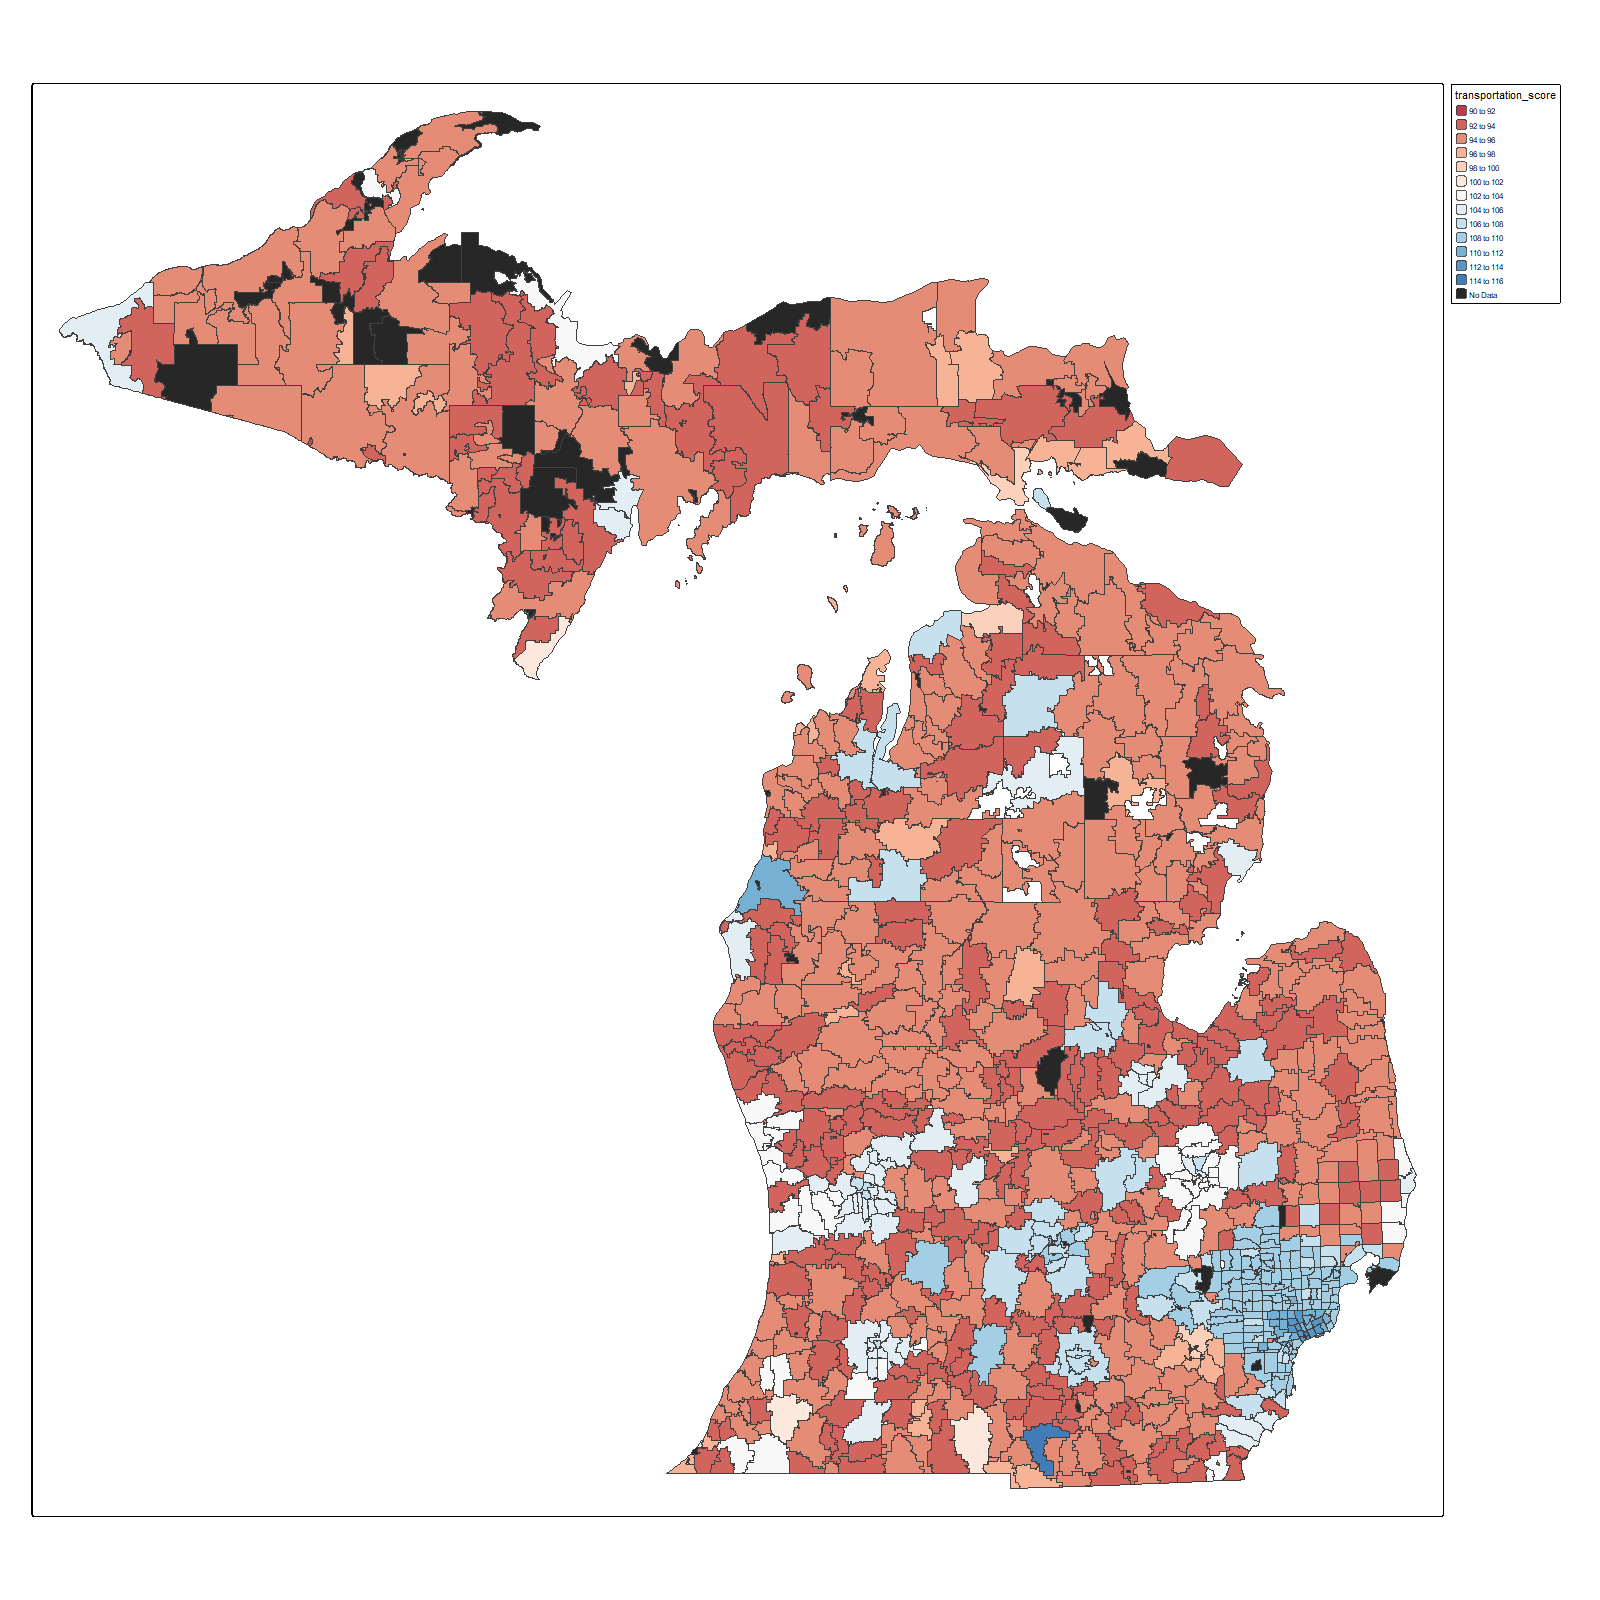 transportation_score
90 to 92
92 to 94
94 to 96
96 to 98
98 to 100
100 to 102
102 to 104
104 to 106
106 to 108
108 to 110
110 to 112
112 to 114
114 to 116
No Data